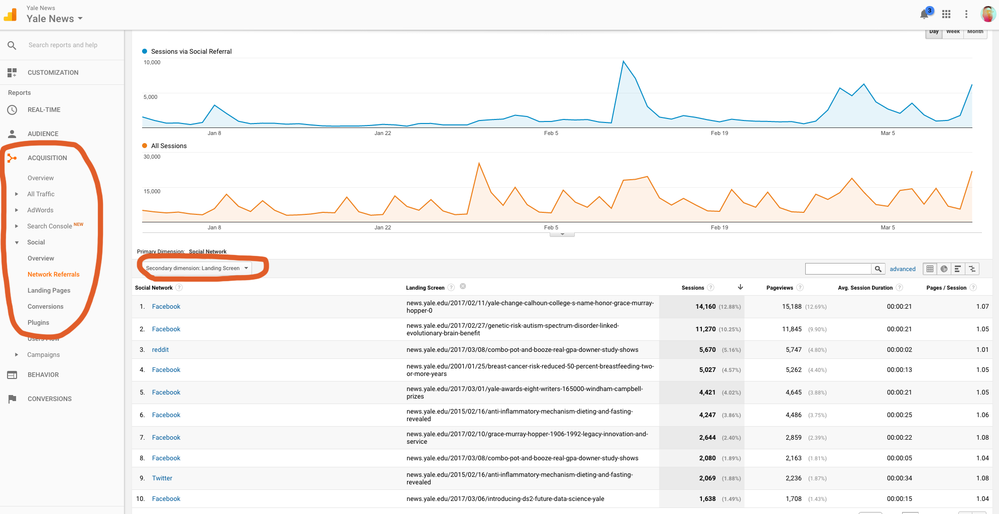 Yale News
Yale News
3
Search reports and help
CUSTOMIZATION
Reports
REAL-TIME
AUDIENCE
ACQUISITION
Overview
All Traffic
AdWords
Search Console NEW
Social
Overview
Network Referrals
Landing Pages
Conversions
Plugins
Users Flow
Campaigns
BEHAVIOR
CONVERSIONS
Day Week Month
Sessions via Social Referral
10,000
5,000
Jan 8 Jan 22 Feb 5 Feb 19 Mar 5
All Sessions
30,000
15,000
Jan 8 Jan 22 Feb 5 Feb 19 Mar 5
Primary Dimension: Social Network
Secondary dimension: Landing Screen
advanced
Social Network ? Landing Screen ? Sessions ? Pageviews ? Avg. Session Duration ? Pages / Session ?
1. Facebook news.yale.edu/2017/02/11/yale-change-calhoun-college-s-name-honor-grace-murray- 14,160 (12.88%) 15,188 (12.69%) 00:00:21 1.07
hopper-0
2. Facebook news.yale.edu/2017/02/27/genetic-risk-autism-spectrum-disorder-linked- 11,270 (10.25%) 11,845 (9.90%) 00:00:21 1.05
evolutionary-brain-benefit
3. reddit news.yale.edu/2017/03/08/combo-pot-and-booze-real-gpa-downer-study-shows 5,670 (5.16%) 5,747 (4.80%) 00:00:02 1.01
4. Facebook news.yale.edu/2001/01/25/breast-cancer-risk-reduced-50-percent-breastfeeding-two- 5,027 (4.57%) 5,262 (4.40%) 00:00:13 1.05
or-more-years
5. Facebook news.yale.edu/2017/03/01/yale-awards-eight-writers-165000-windham-campbell- 4,421 (4.02%) 4,645 (3.88%) 00:00:21 1.05
prizes
6. Facebook news.yale.edu/2015/02/16/anti-inflammatory-mechanism-dieting-and-fasting- 4,247 (3.86%) 4,486 (3.75%) 00:00:25 1.06
revealed
7. Facebook news.yale.edu/2017/02/10/grace-murray-hopper-1906-1992-legacy-innovation-and- 2,644 (2.40%) 2,859 (2.39%) 00:00:22 1.08
service
8. Facebook news.yale.edu/2017/03/08/combo-pot-and-booze-real-gpa-downer-study-shows 2,080 (1.89%) 2,163 (1.81%) 00:00:05 1.04
9. Twitter news.yale.edu/2015/02/16/anti-inflammatory-mechanism-dieting-and-fasting- 2,069 (1.88%) 2,236 (1.87%) 00:00:34 1.08
revealed
10. Facebook news.yale.edu/2017/03/06/introducing-ds2-future-data-science-yale 1,638 (1.49%) 1,708 (1.43%) 00:00:15 1.04